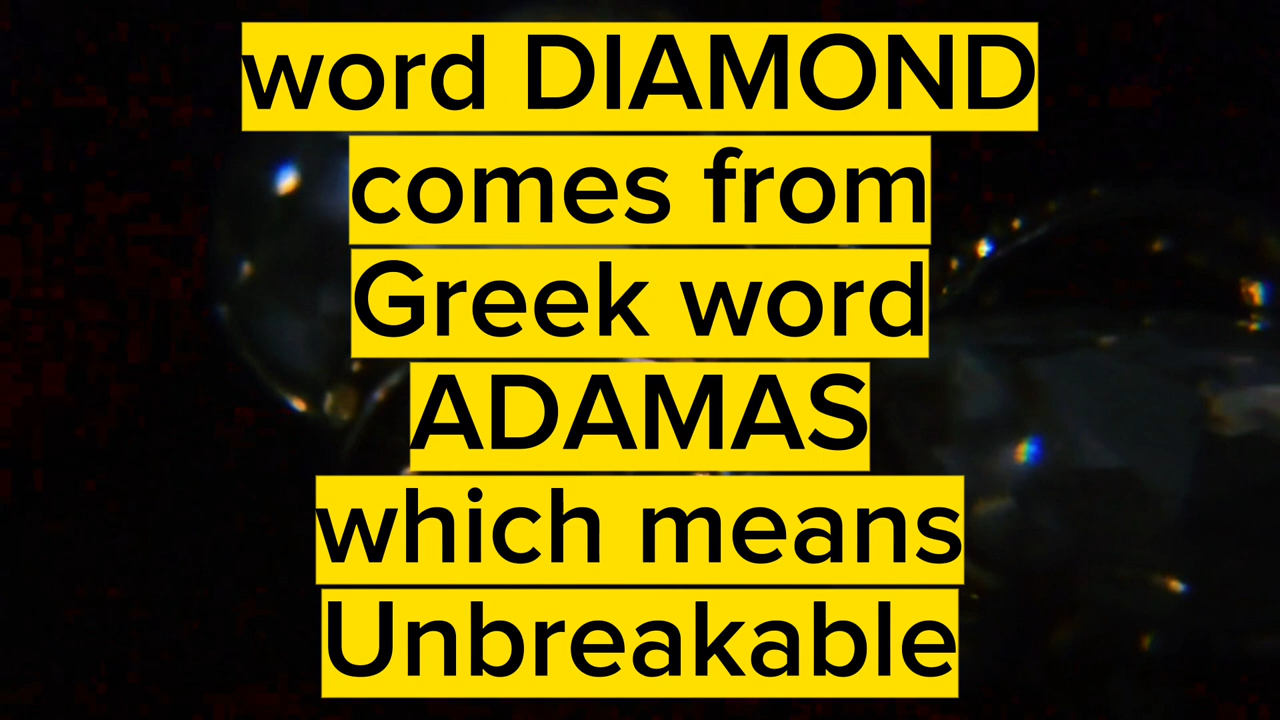 word DIAMOND
comes from
Greek word
ADAMAS
which means
Unbreakable